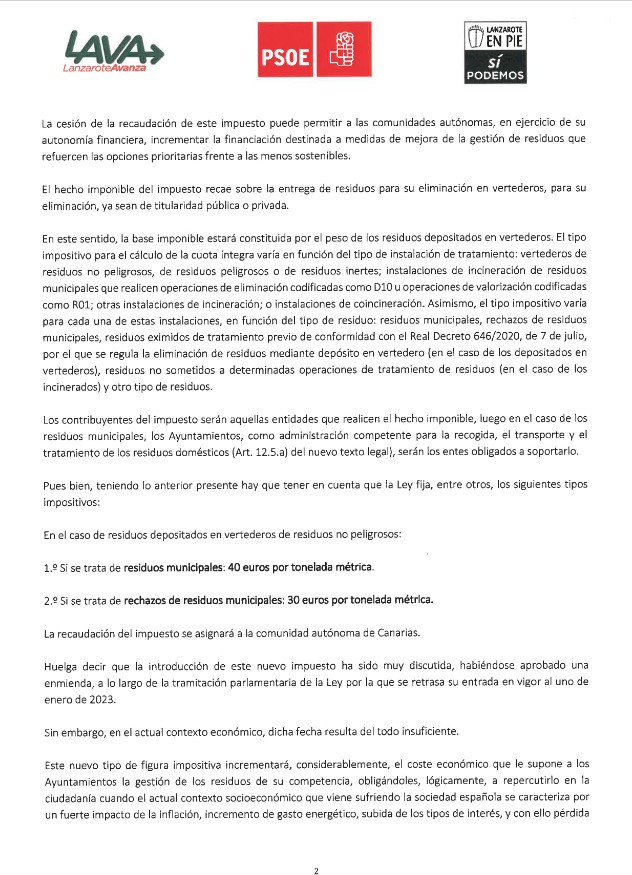 LAVA
LanzaroteAvanza
PSOE
LANZAROTE
EN PIE
sí
PODEMOS
La cesión de la recaudación de este impuesto puede permitir a las comunidades autónomas, en ejercicio de su
autonomía financiera, incrementar la financiación destinada a medidas de mejora de la gestión de residuos que
refuercen las opciones prioritarias frente a las menos sostenibles.
El hecho imponible del impuesto recae sobre la entrega de residuos para su eliminación en vertederos, para su
eliminación, ya sean de titularidad pública o privada.
En este sentido, la base imponible estará constituida por el peso de los residuos depositados en vertederos. El tipo
impositivo para el cálculo de la cuota íntegra varía en función del tipo de instalación de tratamiento: vertederos de
residuos no peligrosos, de residuos peligrosos o de residuos inertes; instalaciones de incineración de residuos
municipales que realicen operaciones de eliminación codificadas como D10 u operaciones de valorización codificadas
como R01; otras instalaciones de incineración; o instalaciones de coincineración. Asimismo, el tipo impositivo varía
para cada una de estas instalaciones, en función del tipo de residuo: residuos municipales, rechazos de residuos
municipales, residuos eximidos de tratamiento previo de conformidad con el Real Decreto 646/2020, de 7 de julio,
por el que se regula la eliminación de residuos mediante depósito en vertedero (en el caso de los depositados en
vertederos), residuos no sometidos a determinadas operaciones de tratamiento de residuos (en el caso de los
incinerados) y otro tipo de residuos.
Los contribuyentes del impuesto serán aquellas entidades que realicen el hecho imponible, luego en el caso de los
residuos municipales, los Ayuntamientos, como administración competente para la recogida, el transporte y el
tratamiento de los residuos domésticos (Art. 12.5.a) del nuevo texto legal), serán los entes obligados a soportarlo.
Pues bien, teniendo lo anterior presente hay que tener en cuenta que la Ley fija, entre otros, los siguientes tipos
impositivos:
En el caso de residuos depositados en vertederos de residuos no peligrosos:
1.º Si se trata de residuos municipales: 40 euros por tonelada métrica.
2.º Si se trata de rechazos de residuos municipales: 30 euros por tonelada métrica.
La recaudación del impuesto se asignará a la comunidad autónoma de Canarias.
Huelga decir que la introducción de este nuevo impuesto ha sido muy discutida, habiéndose aprobado una
enmienda, a lo largo de la tramitación parlamentaria de la Ley por la que se retrasa su entrada en vigor al uno de
enero de 2023.
Sin embargo, en el actual contexto económico, dicha fecha resulta del todo insuficiente.
Este nuevo tipo de figura impositiva incrementará, considerablemente, el coste económico que le supone a los
Ayuntamientos la gestión de los residuos de su competencia, obligándoles, lógicamente, a repercutirlo en la
ciudadanía cuando el actual contexto socioeconómico que viene sufriendo la sociedad española se caracteriza por
un fuerte impacto de la inflación, incremento de gasto energético, subida de los tipos de interés, y con ello pérdida
2